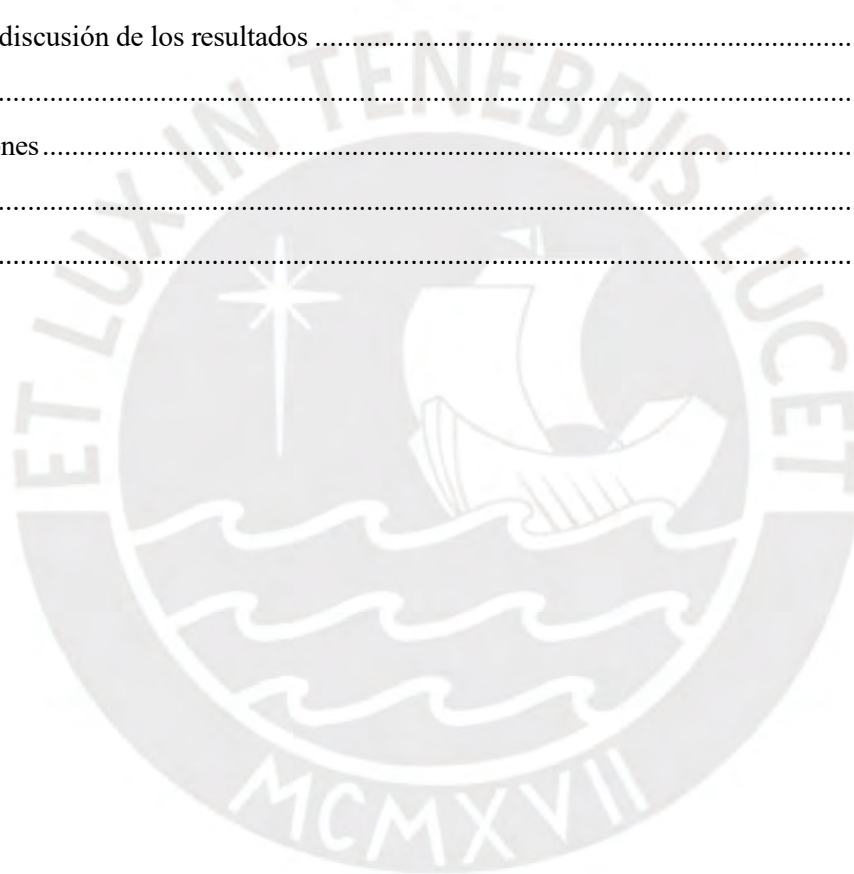 discusión de los resultados ........................................................................
..........................................................................................................................
nes ..................................................................................................................
..........................................................................................................................
..........................................................................................................................
ET LUX IN TENEBRIS LUCET
MCMXVII